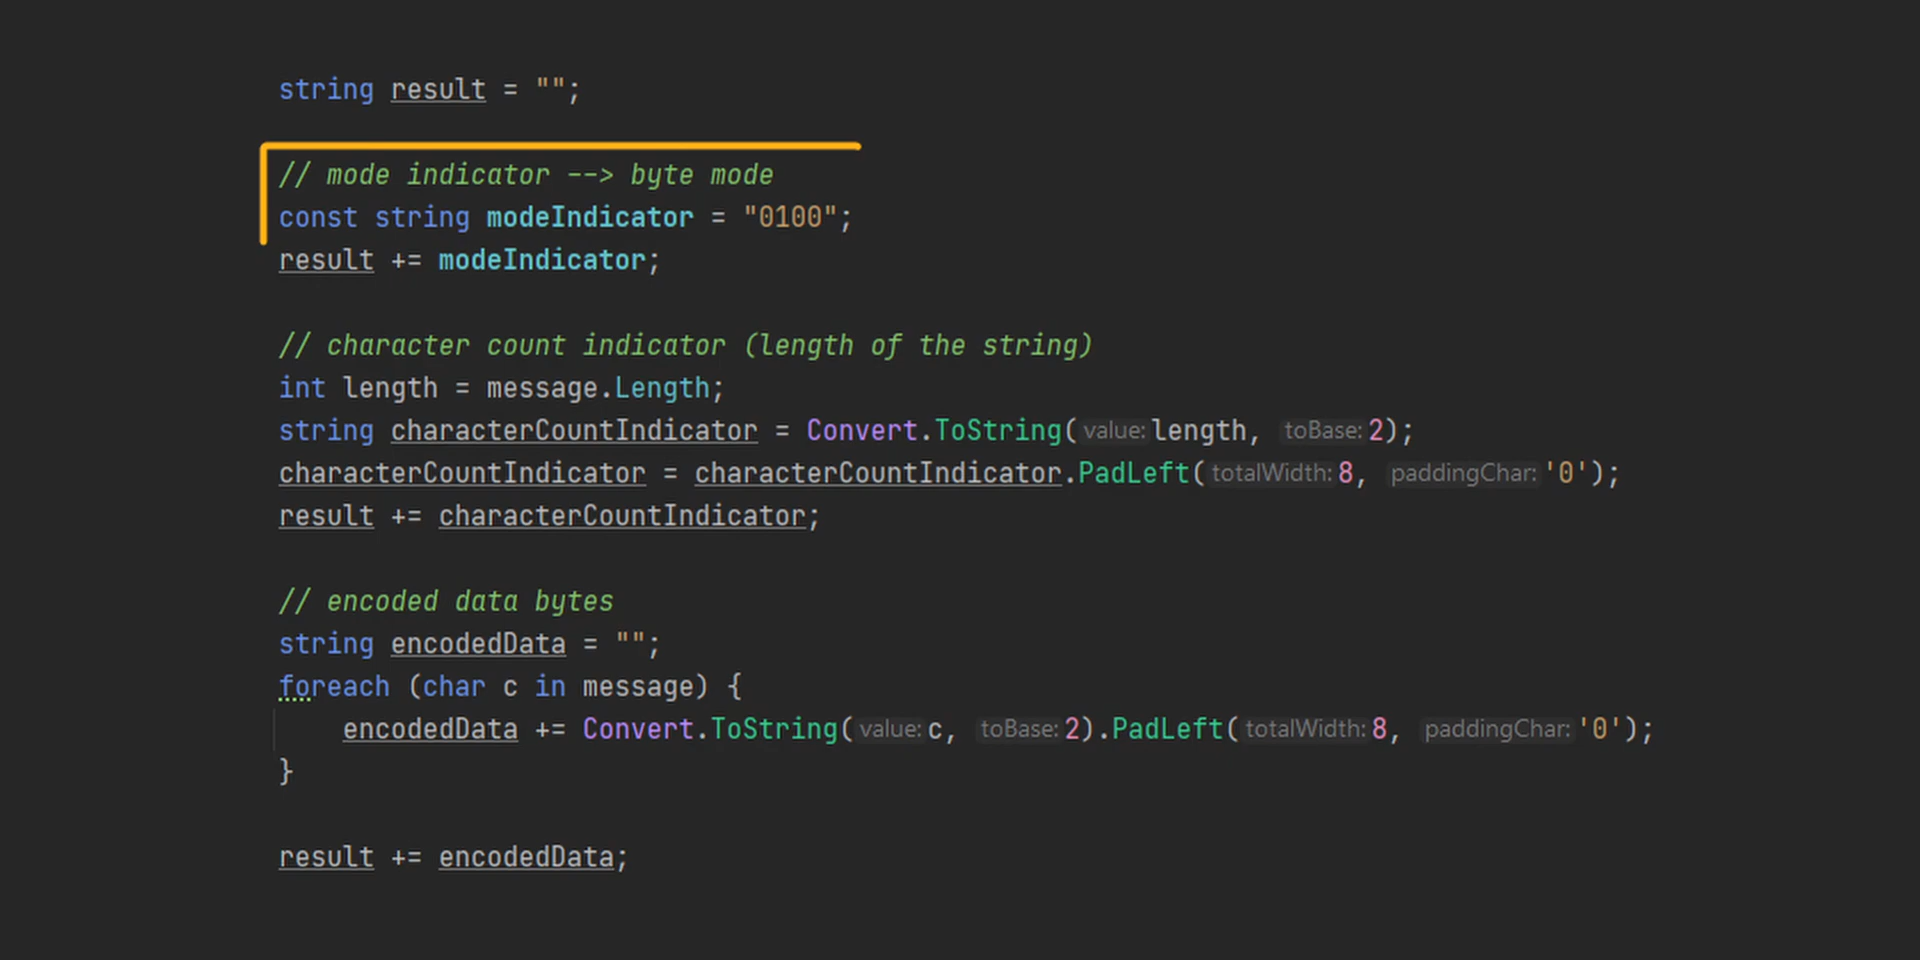 string result = "";
// mode indicator --> byte mode
const string modeIndicator = "0100";
result += modeIndicator;
// character count indicator (length of the string)
int length = message.Length;
string characterCountIndicator = Convert.ToString(value: length, toBase: 2);
characterCountIndicator = characterCountIndicator.PadLeft(totalWidth: 8, paddingChar: '0');
result += characterCountIndicator;
// encoded data bytes
string encodedData = "";
foreach (char c in message) {
encodedData += Convert.ToString(value: c, toBase: 2).PadLeft(totalWidth: 8, paddingChar: '0');
}
result += encodedData;